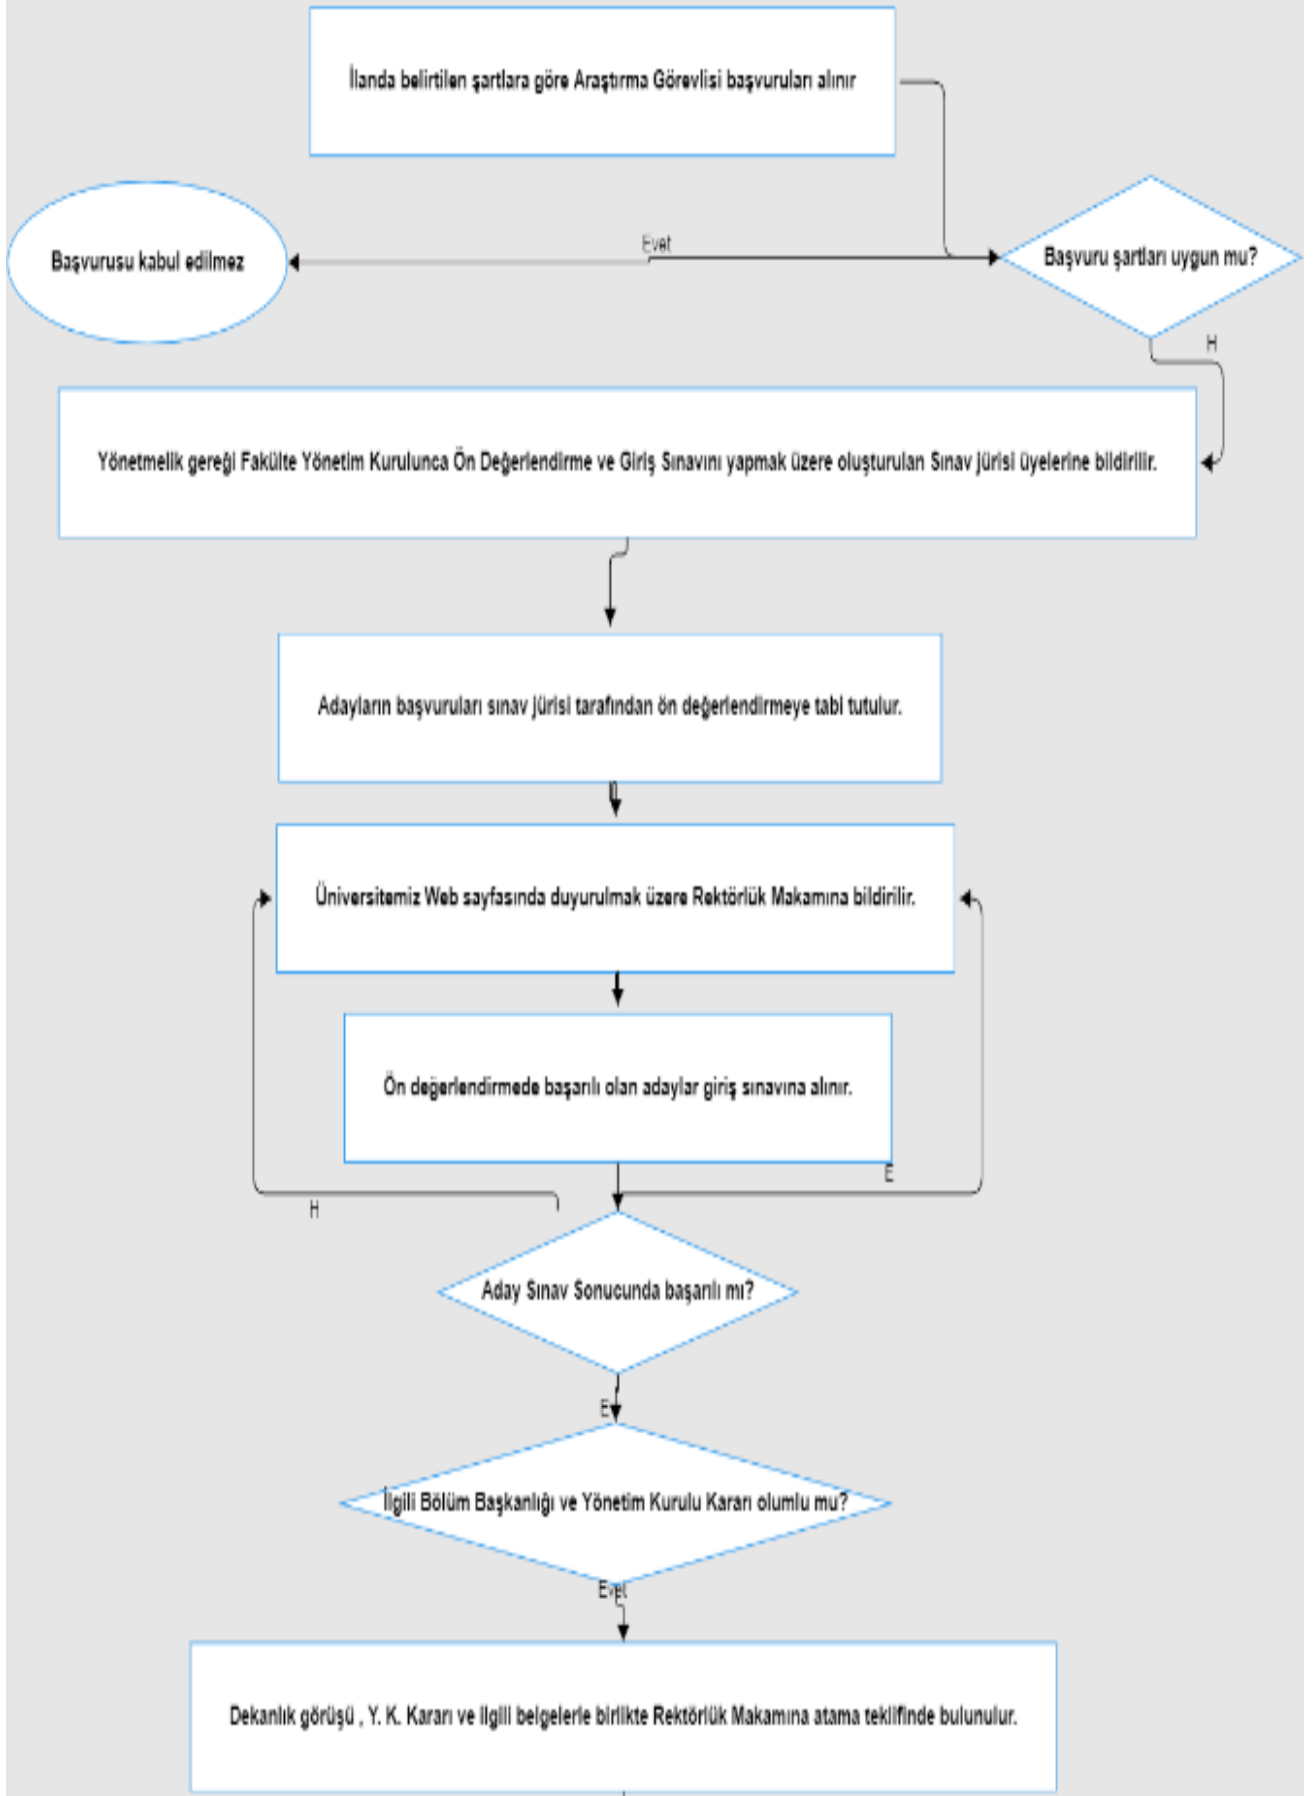 İlanda belirtilen şartlara göre Araştırma Görevlisi başvuruları alınır
Evet
Başvurusu kabul edilmez
Başvuru şartları uygun mu?
H
Yönetmelik gereği Fakülte Yönetim Kurulunca Ön Değerlendirme ve Giriş Sınavını yapmak üzere oluşturulan Sınav jürisi üyelerine bildirilir.
Adayların başvuruları sınav jürisi tarafından ön değerlendirmeye tabi tutulur.
Üniversitemiz Web sayfasında duyurulmak üzere Rektörlük Makamına bildirilir.
Ön değerlendirmede başarılı olan adaylar giriş sınavına alınır.
E
H
Aday Sınav Sonucunda başarılı mı?
E
İlgili Bölüm Başkanlığı ve Yönetim Kurulu Kararı olumlu mu?
Evet
Dekanlık görüşü , Y. K. Kararı ve ilgili belgelerle birlikte Rektörlük Makamına atama teklifinde bulunulur.